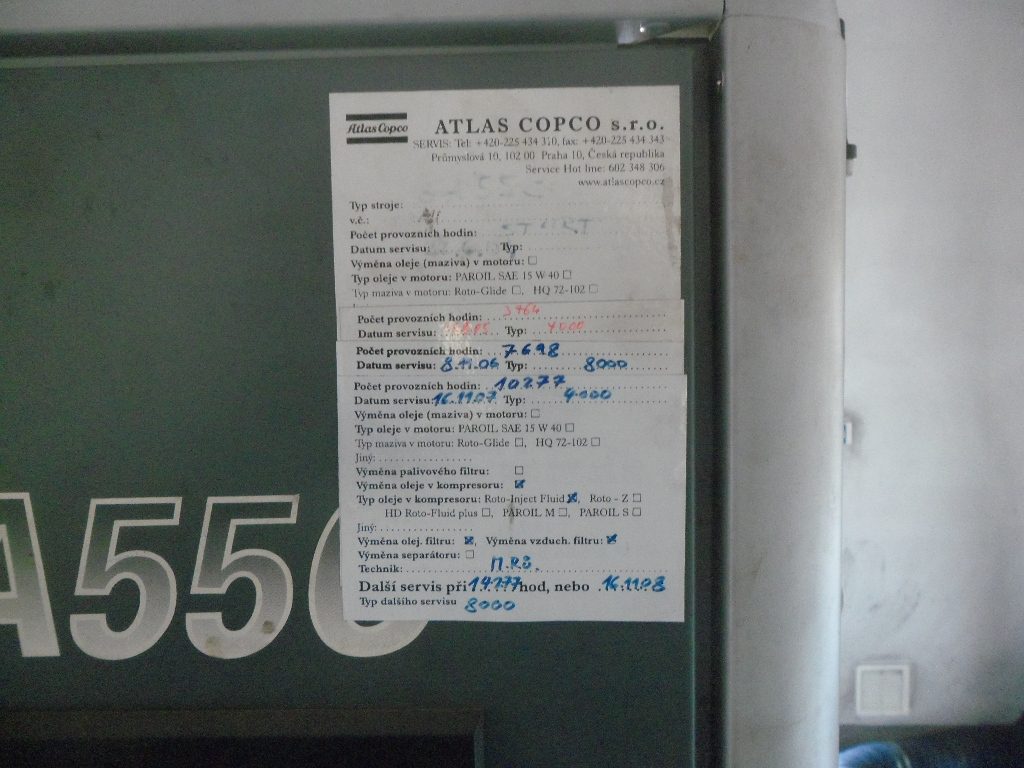 Atlas Copco
ATLAS COPCO s.r.o.
SERVIS: Tel: +420-225 434 310, fax: +420-225 434 343
Průmyslová 10, 102 00 Praha 10, Česká republika
Service Hot line: 602 348 306
www.atlascopco.cz
Typ stroje:
v.č.:
Počet provozních hodin:
Datum servisu: Typ:
Výměna oleje (maziva) v motoru: ☐
Typ oleje v motoru: PAROIL SAE 15 W 40 ☐
Typ maziva v motoru: Roto-Glide ☐, HQ 72-102 ☐
Počet provozních hodin: 3764
Datum servisu: Typ: 4000
Počet provozních hodin: 7698
Datum servisu: 8.11.06 Typ: 8000
Počet provozních hodin: 10277
Datum servisu: 16.11.07 Typ: 4000
Výměna oleje (maziva) v motoru: ☐
Typ oleje v motoru: PAROIL SAE 15 W 40 ☐
Typ maziva v motoru: Roto-Glide ☐, HQ 72-102 ☐
Jiný:
Výměna palivového filtru: ☐
Výměna oleje v kompresoru: ☒
Typ oleje v kompresoru: Roto-Inject Fluid ☒, Roto - Z ☐
HD Roto-Fluid plus ☐, PAROIL M ☐, PAROIL S ☐
Jiný:
Výměna olej. filtru: ☒, Výměna vzduch. filtru: ☒
Výměna separátoru: ☐
Technik:
Další servis při 14277 hod, nebo 16.11.08
Typ dalšího servisu 8000
A55